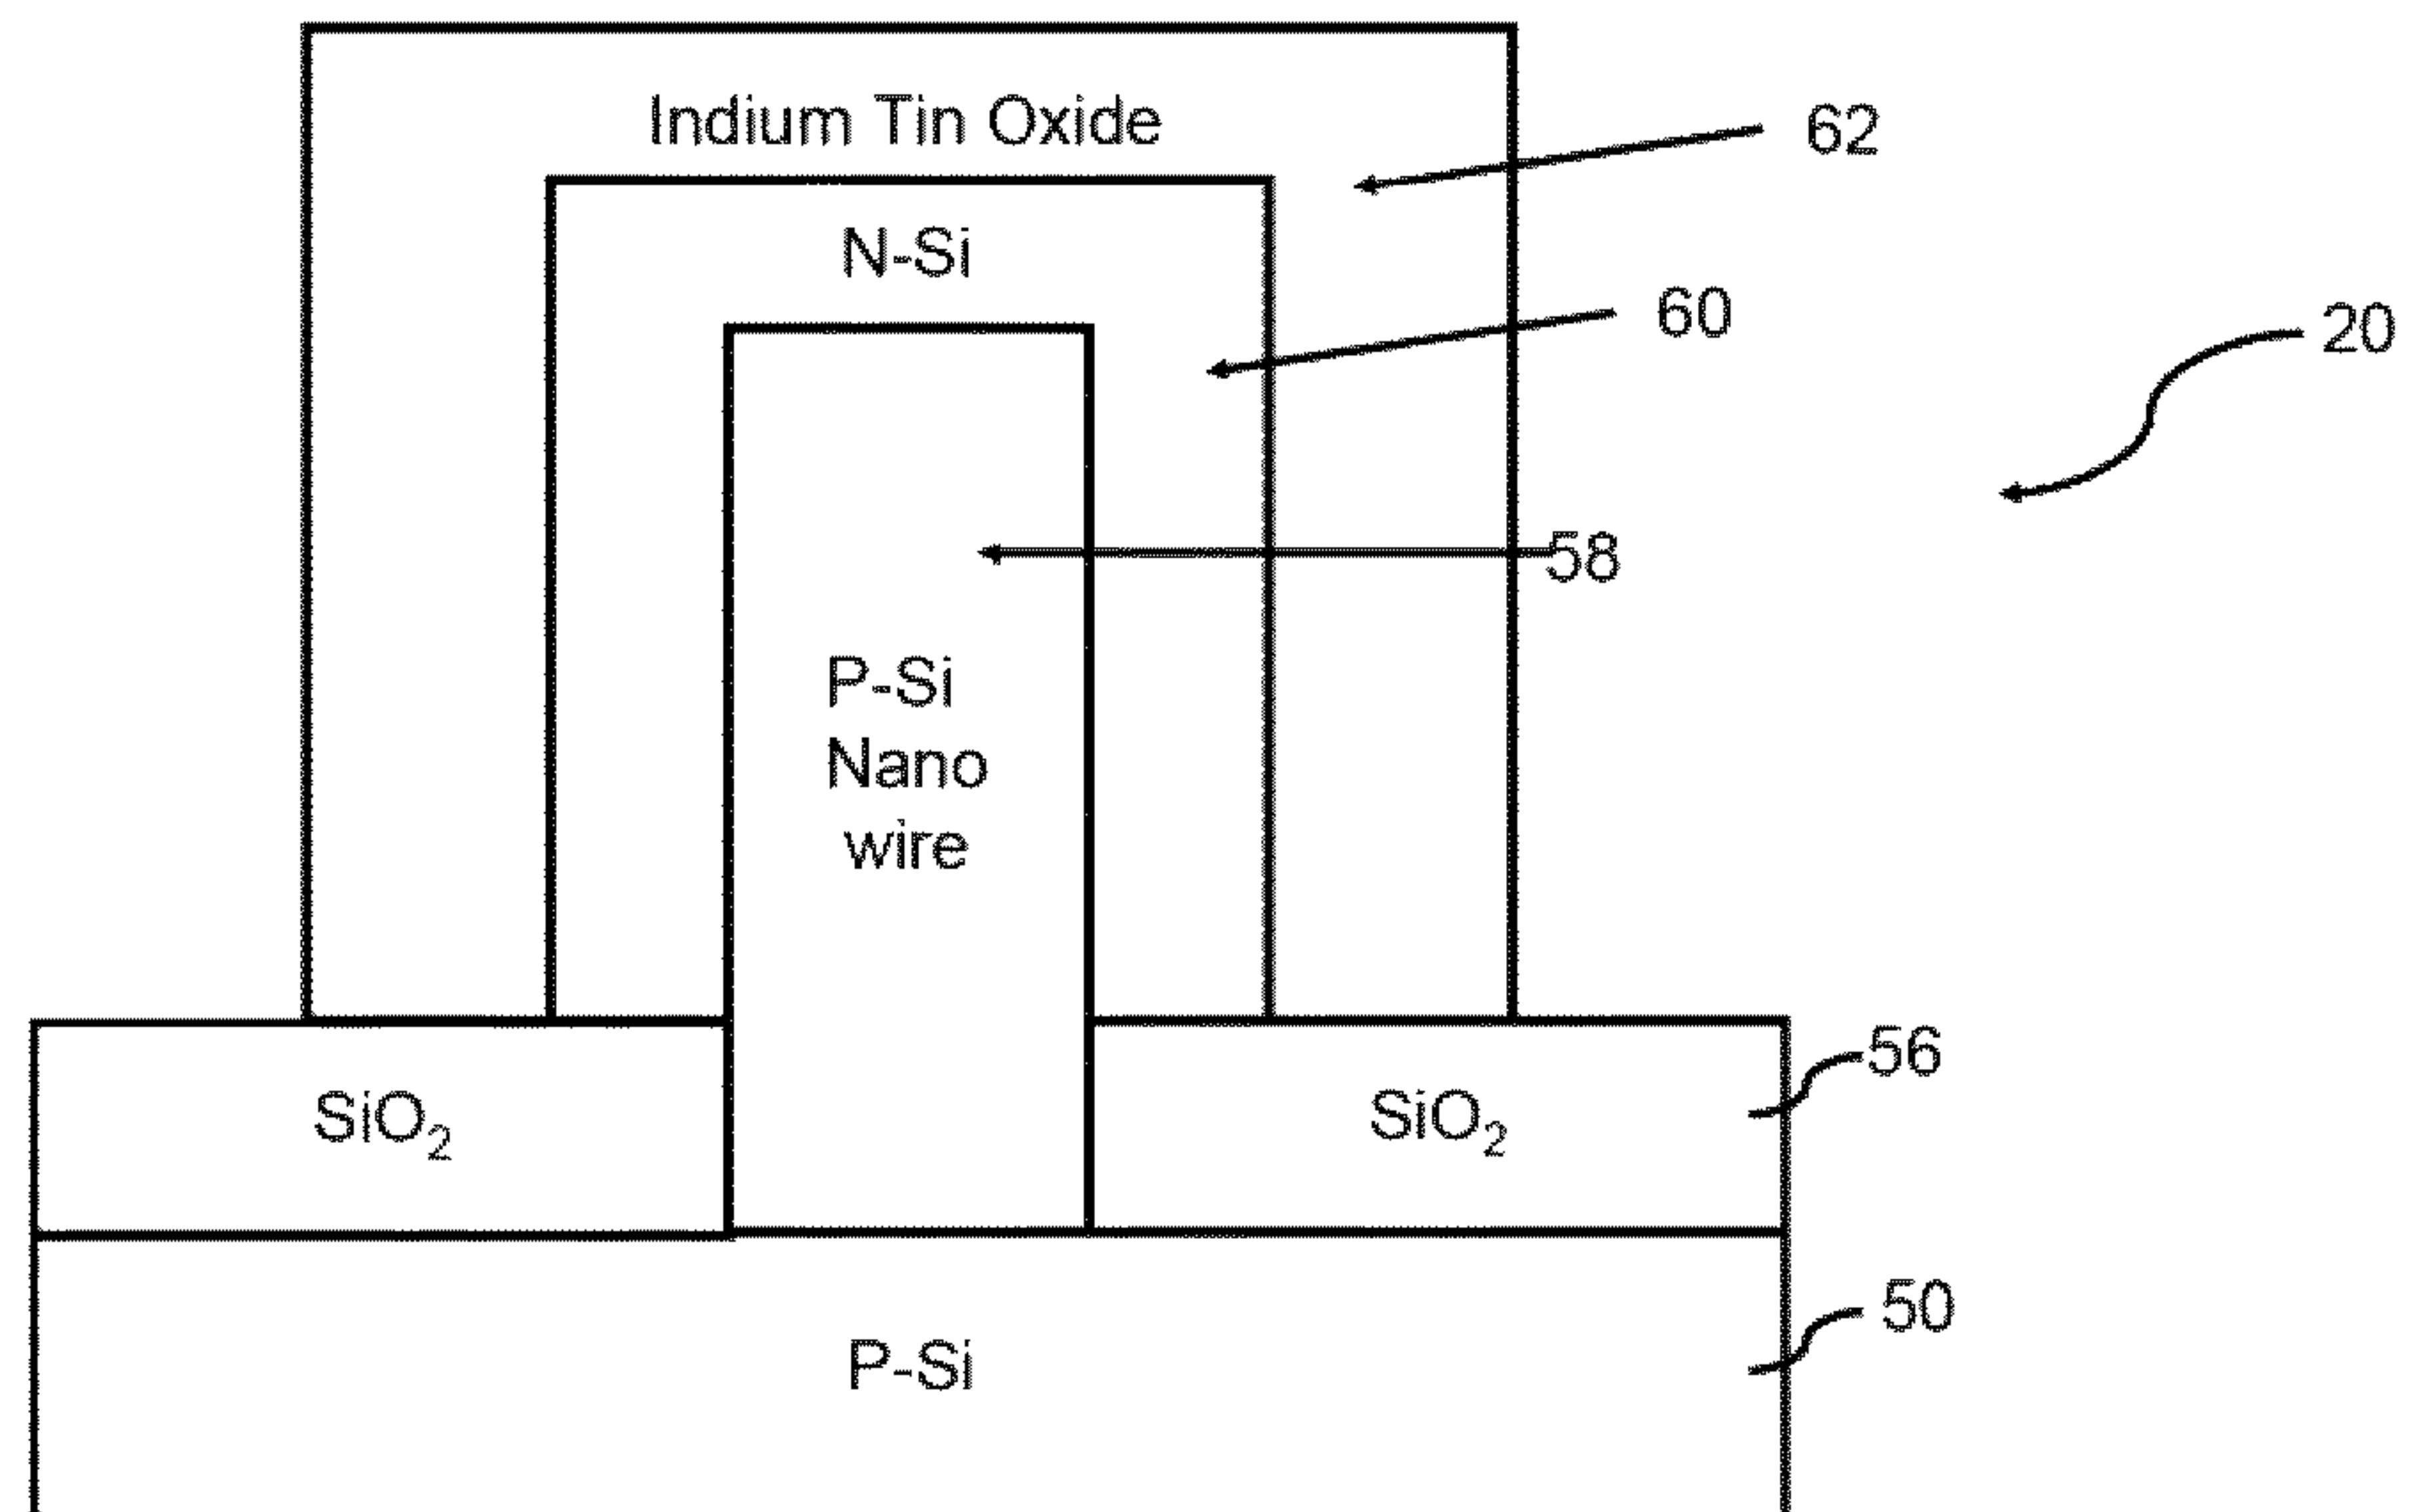 Indium Tin Oxide
62
N-Si
60
20
58
P-Si
Nano
wire
56
SiO₂
SiO₂
50
P-Si